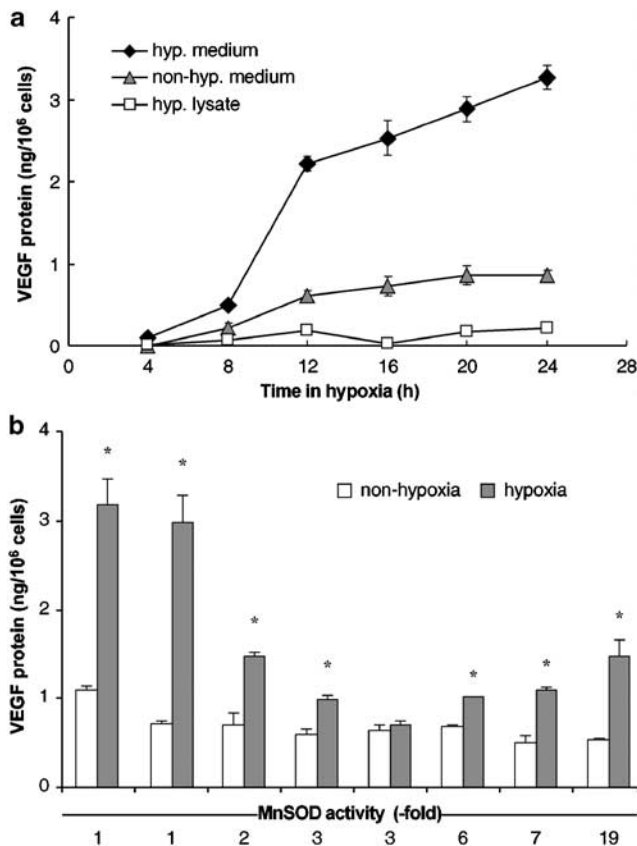 a
hyp. medium
non-hyp. medium
hyp. lysate
VEGF protein (ng/10⁶ cells)
4
3
2
1
0
0 4 8 12 16 20 24 28
Time in hypoxia (h)
b
VEGF protein (ng/10⁶ cells)
4
3
2
1
0
* * * * * * *
non-hypoxia hypoxia
MnSOD activity (-fold)
1 1 2 3 3 6 7 19